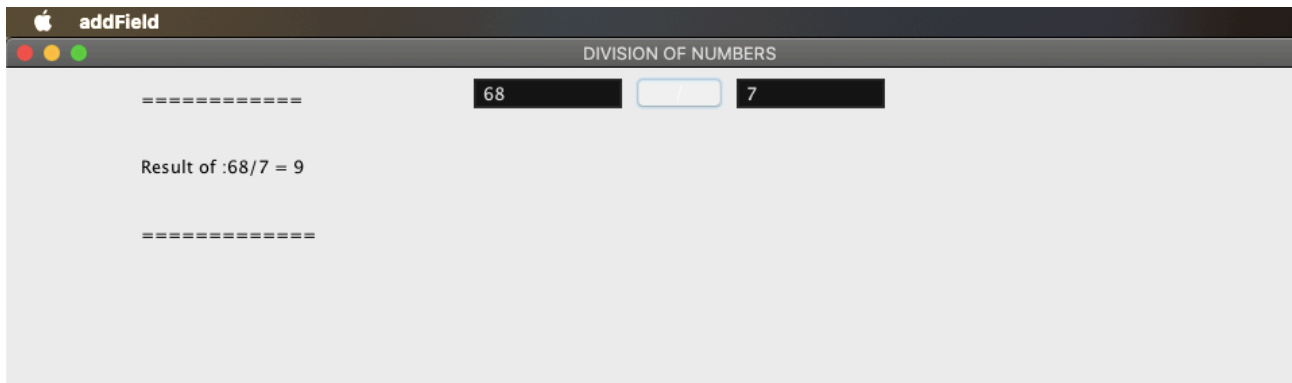 addField
DIVISION OF NUMBERS
============ 68 / 7
Result of :68/7 = 9
=============